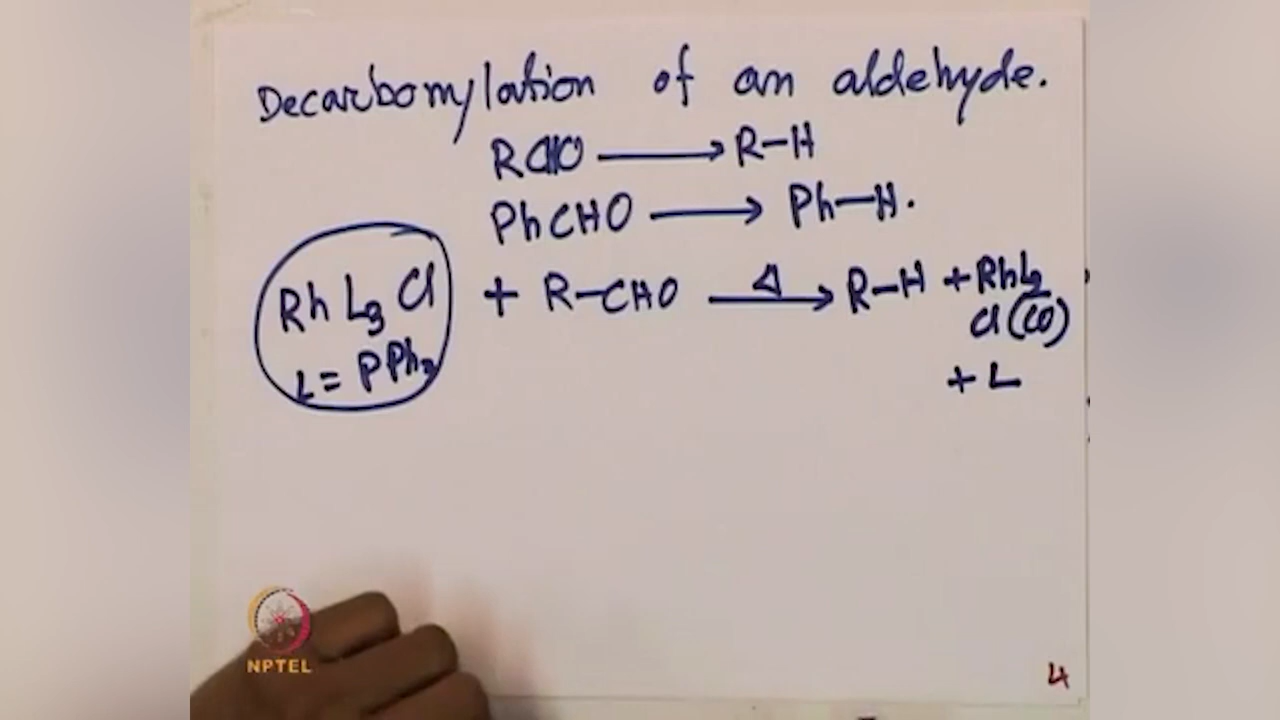 Decarbonylation of an aldehyde.
RCHO ⟶ R-H
PhCHO ⟶ Ph-H.
RhL₃Cl + R-CHO —Δ⟶ R-H + RhL₂
Cl(CO)
L = PPh₃
+ L
NPTEL
4